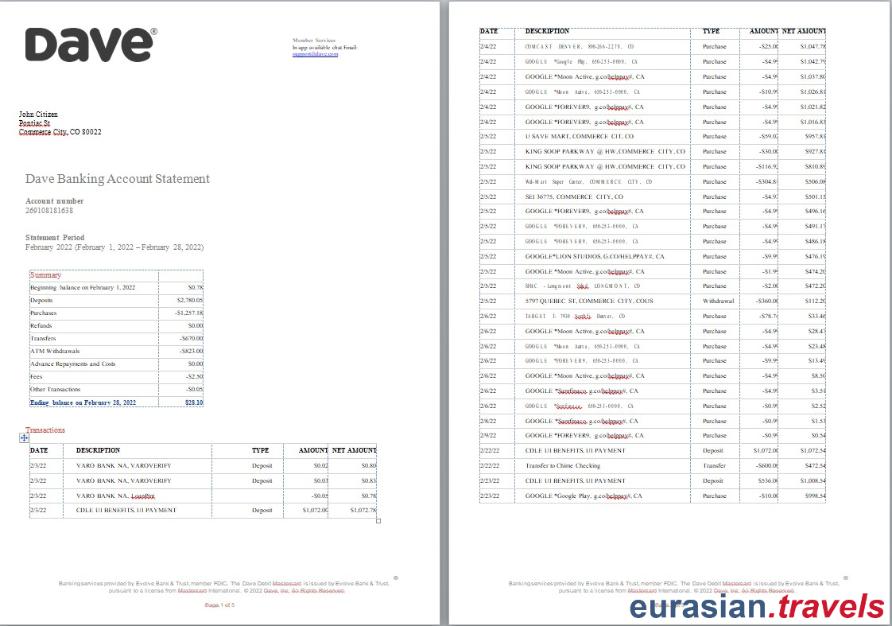 Dave®
Member Services
In app available chat Email:
support@dave.com
John Citizen
Pontiac St
Commerce City, CO 80022
Dave Banking Account Statement
Account number
269108181638
Statement Period
February 2022 (February 1, 2022 – February 28, 2022)
Summary
Beginning balance on February 1, 2022 $0.78
Deposits $2,780.05
Purchases -$1,257.18
Refunds $0.00
Transfers -$670.00
ATM Withdrawals -$823.00
Advance Repayments and Costs $0.00
Fees -$2.50
Other Transactions -$0.05
Ending balance on February 28, 2022 $28.10
Transactions
DATE DESCRIPTION TYPE AMOUNT NET AMOUNT
2/3/22 VARO BANK NA, VAROVERIFY Deposit $0.02 $0.80
2/3/22 VARO BANK NA, VAROVERIFY Deposit $0.03 $0.83
2/3/22 VARO BANK NA, -$0.05 $0.78
2/3/22 CDLE UI BENEFITS, UI PAYMENT Deposit $1,072.00 $1,072.78
Banking services provided by Evolve Bank & Trust, member FDIC. The Dave Debit Mastercard is issued by Evolve Bank & Trust,
pursuant to a license from Mastercard International. © 2022 Dave, Inc. All Rights Reserved.
Page 1 of 5
DATE DESCRIPTION TYPE AMOUNT NET AMOUNT
2/4/22 COMCAST DENVER, 800-266-2278, CO Purchase -$25.00 $1,047.78
2/4/22 GOOGLE Purchase -$4.99 $1,042.79
2/4/22 GOOGLE *Moon Active, g.co/helppay#, CA Purchase -$4.99 $1,037.80
2/4/22 GOOGLE *Moon Active, 650-253-0000, CA Purchase -$10.99 $1,026.81
2/4/22 GOOGLE *FOREVER9, g.co/helppay#, CA Purchase -$4.99 $1,021.82
2/4/22 GOOGLE *FOREVER9, g.co/helppay#, CA Purchase -$4.99 $1,016.83
2/5/22 U SAVE MART, COMMERCE CIT, CO Purchase -$59.02 $957.81
2/5/22 KING SOOP PARKWAY @ HW, COMMERCE CITY, CO Purchase -$30.00 $927.81
2/5/22 KING SOOP PARKWAY @ HW, COMMERCE CITY, CO Purchase -$116.92 $810.89
2/5/22 Wal-Mart Super Center, COMMERCE CITY, CO Purchase $506.08
2/5/22 SEI 36775, COMMERCE CITY, CO Purchase $501.15
2/5/22 GOOGLE *FOREVER9, g.co/helppay#, CA Purchase -$4.99 $496.16
2/5/22 GOOGLE *FOREVER9, 650-253-0000, CA Purchase -$4.99 $491.17
2/5/22 GOOGLE *FOREVER9, 650-253-0000, CA Purchase -$4.99 $486.18
2/5/22 GOOGLE*LION STUDIOS, G.CO/HELPPAY#, CA Purchase -$9.99 $476.19
2/5/22 GOOGLE *Moon Active, g.co/helppay#, CA Purchase -$1.99 $474.20
2/5/22 LONGMONT, CO Purchase -$2.00 $472.20
2/5/22 5797 QUEBEC ST, COMMERCE CITY, COUS Withdrawal -$360.00 $112.20
2/6/22 TARGET Denver, CO Purchase $33.46
2/6/22 GOOGLE *Moon Active, g.co/helppay#, CA Purchase -$4.99 $28.47
2/6/22 GOOGLE *Moon Active, 650-253-0000, CA Purchase -$4.99 $23.48
2/6/22 GOOGLE *FOREVER9, 650-253-0000, CA Purchase -$9.99 $13.49
2/6/22 GOOGLE *Moon Active, g.co/helppay#, CA Purchase -$4.99 $8.50
2/6/22 GOOGLE g.co/helppay#, CA Purchase -$4.99 $3.51
2/6/22 GOOGLE 650-253-0000, CA Purchase -$0.99 $2.52
2/8/22 GOOGLE g.co/helppay#, CA Purchase -$0.99 $1.53
2/9/22 GOOGLE *FOREVER9, g.co/helppay#, CA Purchase -$0.99 $0.54
2/22/22 CDLE UI BENEFITS, UI PAYMENT Deposit $1,072.00 $1,072.54
2/22/22 Transfer to Chime Checking Transfer -$600.00 $472.54
2/23/22 CDLE UI BENEFITS, UI PAYMENT Deposit $536.00 $1,008.54
2/23/22 GOOGLE *Google Play, g.co/helppay#, CA Purchase -$10.00 $998.54
Banking services provided by Evolve Bank & Trust, member FDIC. The Dave Debit Mastercard is issued by Evolve Bank & Trust,
pursuant to a license from Mastercard International. © 2022 Dave, Inc. All Rights Reserved.
eurasian.travels